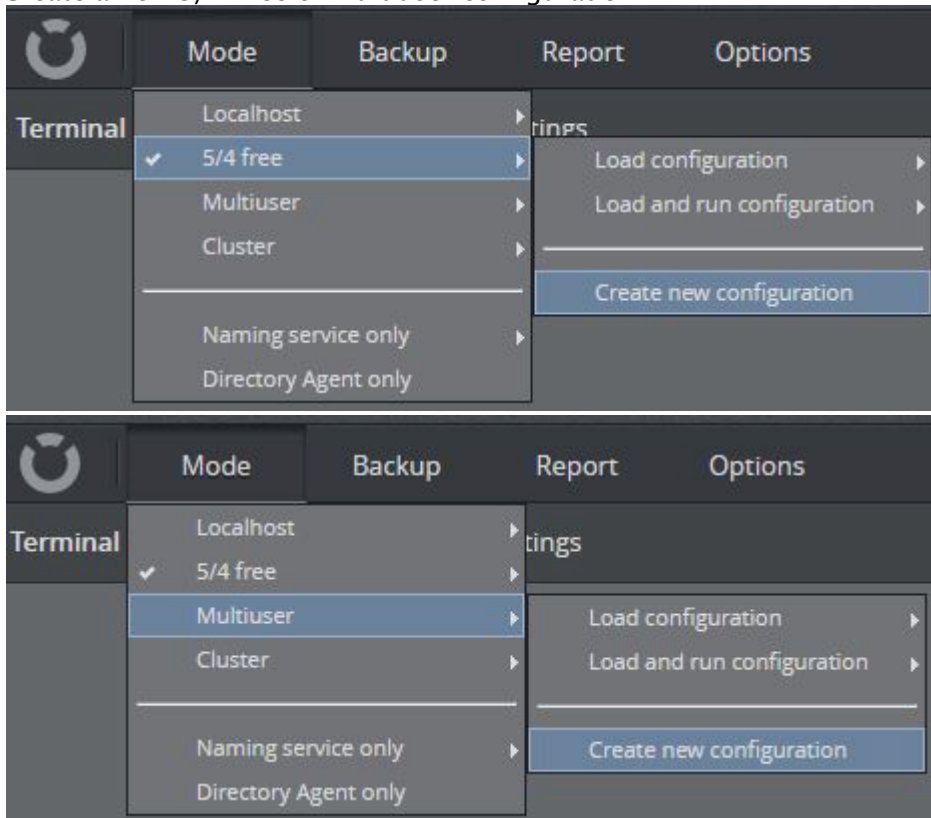 Mode Backup Report Options
Terminal tings
Localhost
5/4 free
Multiuser
Cluster
Naming service only
Directory Agent only
Load configuration
Load and run configuration
Create new configuration
Mode Backup Report Options
Terminal tings
Localhost
5/4 free
Multiuser
Cluster
Naming service only
Directory Agent only
Load configuration
Load and run configuration
Create new configuration